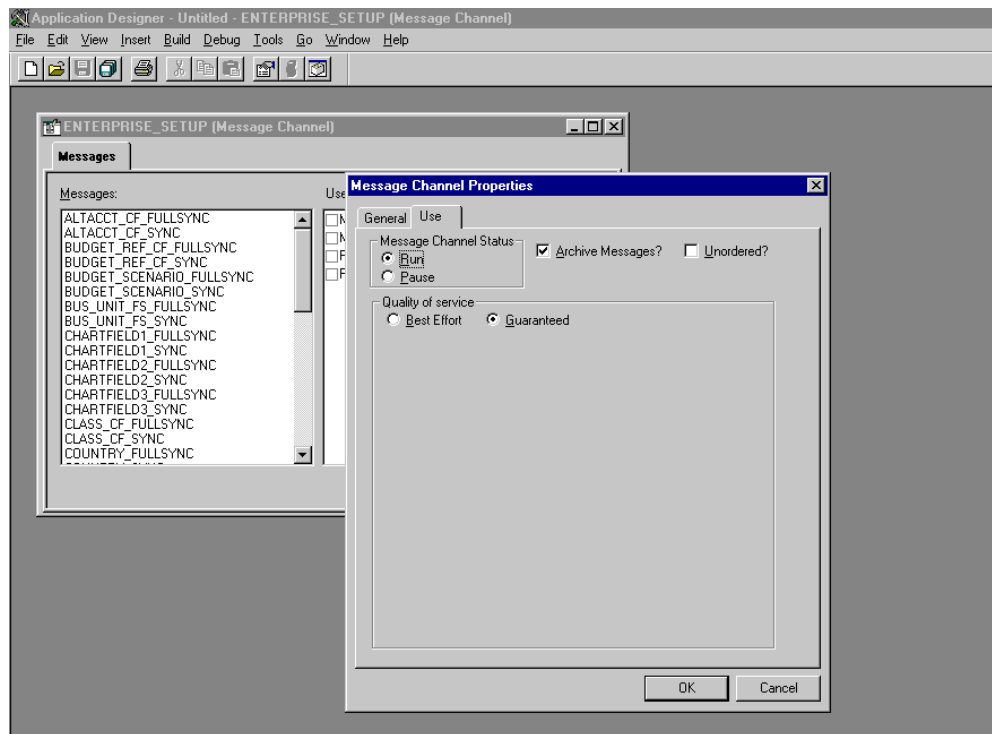 Application Designer - Untitled - ENTERPRISE_SETUP (Message Channel)
File Edit View Insert Build Debug Tools Go Window Help
ENTERPRISE_SETUP (Message Channel)
Messages
Messages:
ALTACCT_CF_FULLSYNC
ALTACCT_CF_SYNC
BUDGET_REF_CF_FULLSYNC
BUDGET_REF_CF_SYNC
BUDGET_SCENARIO_FULLSYNC
BUDGET_SCENARIO_SYNC
BUS_UNIT_FS_FULLSYNC
BUS_UNIT_FS_SYNC
CHARTFIELD1_FULLSYNC
CHARTFIELD1_SYNC
CHARTFIELD2_FULLSYNC
CHARTFIELD2_SYNC
CHARTFIELD3_FULLSYNC
CHARTFIELD3_SYNC
CLASS_CF_FULLSYNC
CLASS_CF_SYNC
COUNTRY_FULLSYNC
Use
Message Channel Properties
General Use
Message Channel Status
Run
Pause
Archive Messages? Unordered?
Quality of service
Best Effort Guaranteed
OK Cancel